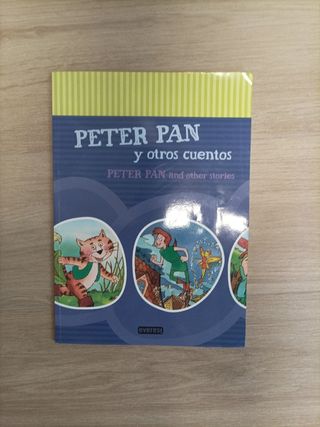 PETER PAN
y otros cuentos
PETER PAN and other stories
EVEREST